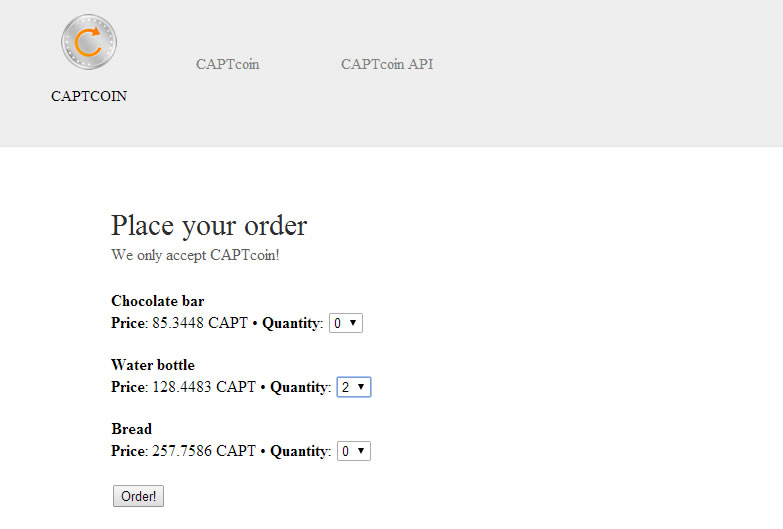 CAPTCOIN
CAPTcoin
CAPTcoin API
Place your order
We only accept CAPTcoin!
Chocolate bar
Price: 85.3448 CAPT • Quantity: 0
Water bottle
Price: 128.4483 CAPT • Quantity: 2
Bread
Price: 257.7586 CAPT • Quantity: 0
Order!